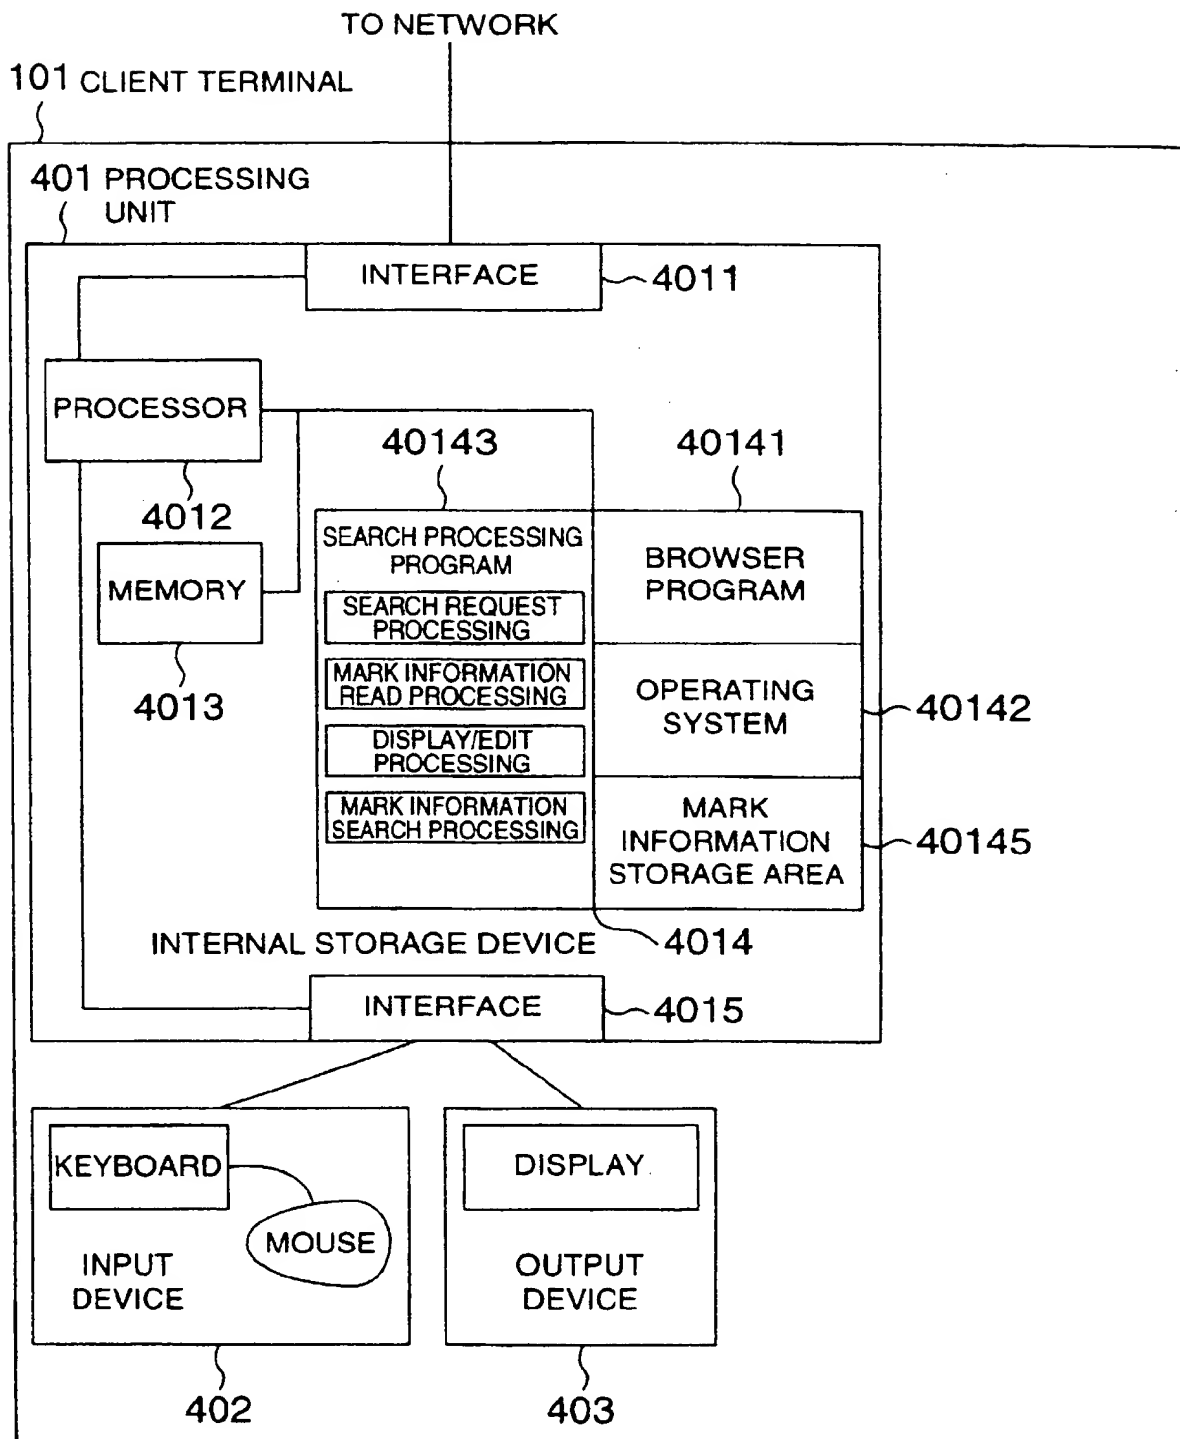 TO NETWORK
101 CLIENT TERMINAL
401 PROCESSING
UNIT
INTERFACE
4011
PROCESSOR
4012
40143
40141
MEMORY
4013
SEARCH PROCESSING
PROGRAM
SEARCH REQUEST
PROCESSING
MARK INFORMATION
READ PROCESSING
DISPLAY/EDIT
PROCESSING
MARK INFORMATION
SEARCH PROCESSING
BROWSER
PROGRAM
OPERATING
SYSTEM
40142
MARK
INFORMATION
STORAGE AREA
40145
INTERNAL STORAGE DEVICE
4014
INTERFACE
4015
KEYBOARD
MOUSE
INPUT
DEVICE
402
DISPLAY
OUTPUT
DEVICE
403